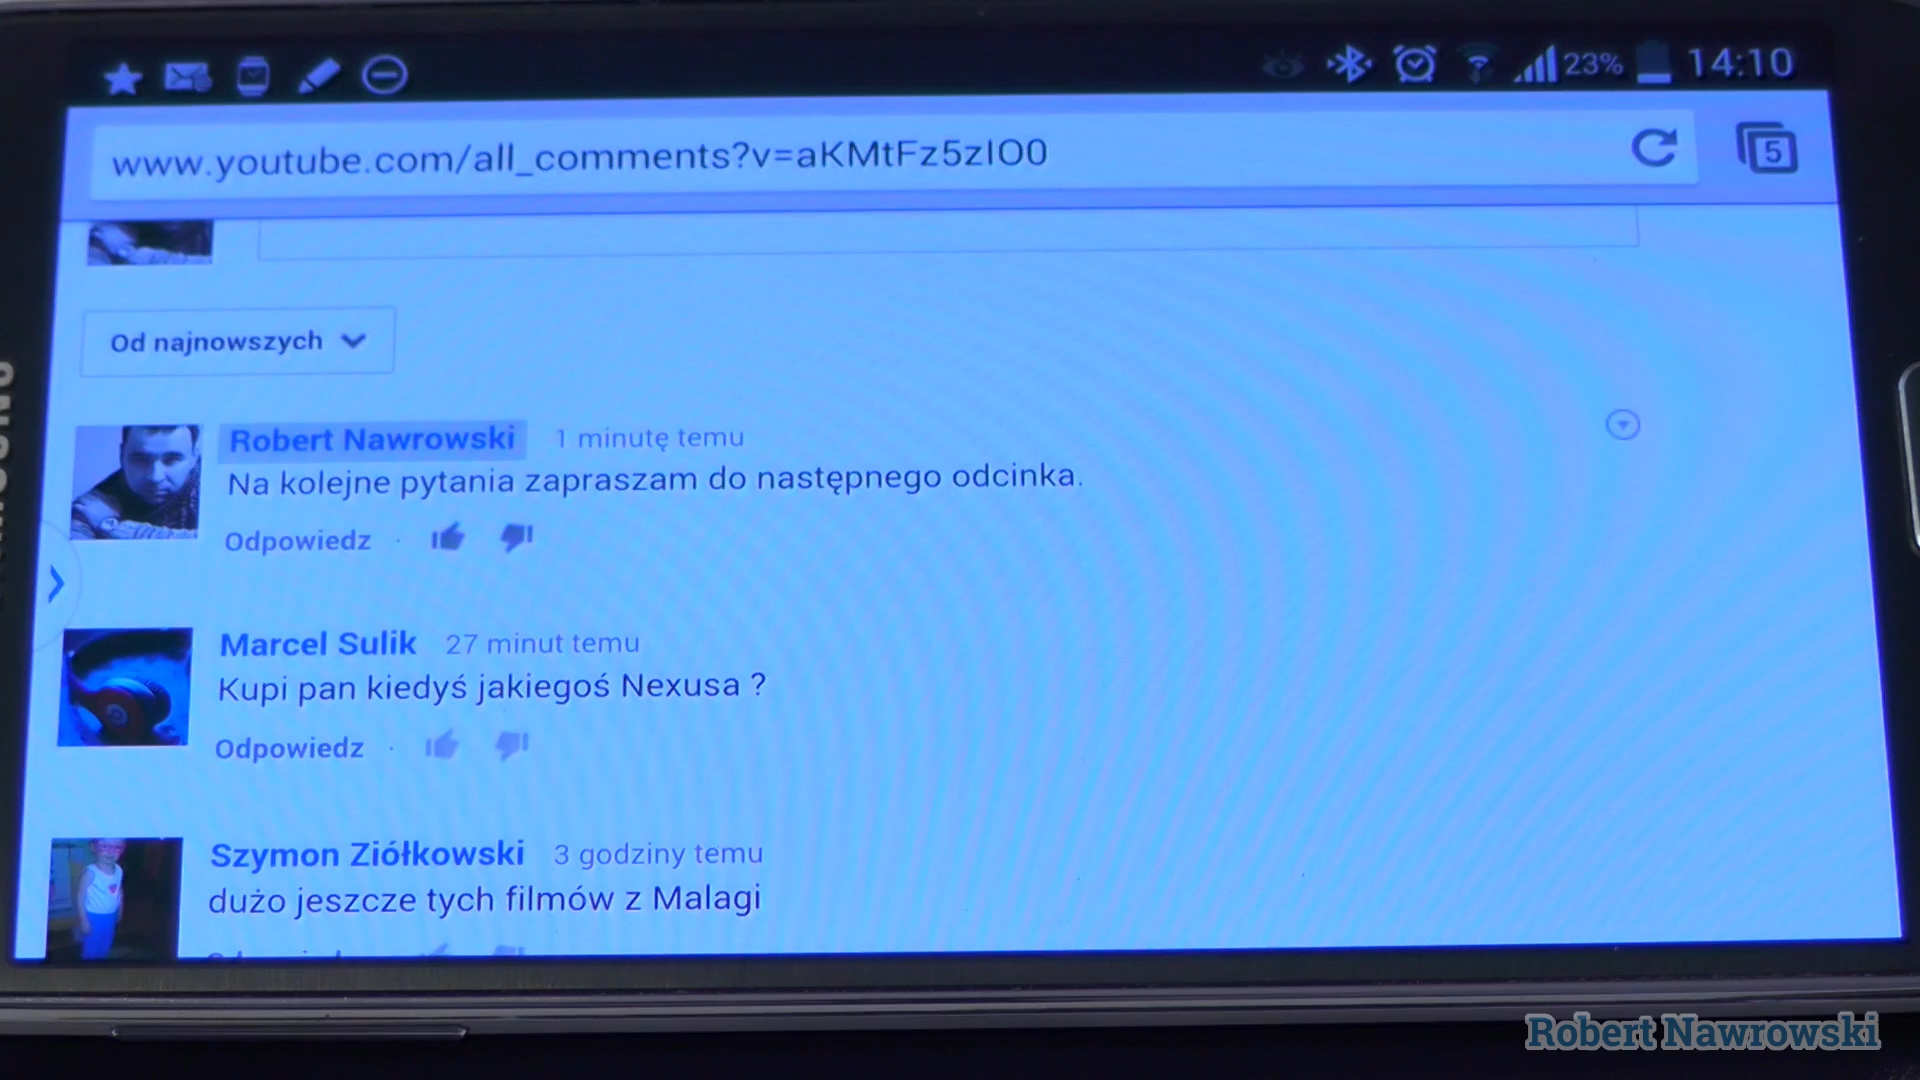 23% 14:10
www.youtube.com/all_comments?v=aKMtFz5zIO0
5
Od najnowszych
Robert Nawrowski 1 minutę temu
Na kolejne pytania zapraszam do następnego odcinka.
Odpowiedz
Marcel Sulik 27 minut temu
Kupi pan kiedyś jakiegoś Nexusa ?
Odpowiedz
Szymon Ziółkowski 3 godziny temu
dużo jeszcze tych filmów z Malagi
Robert Nawrowski